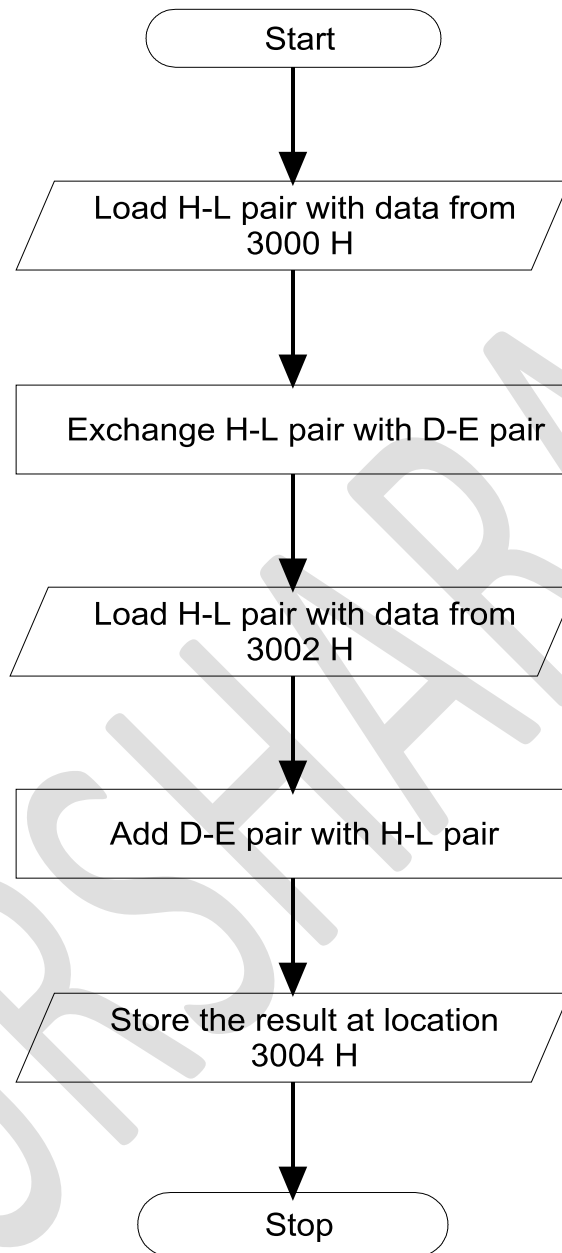 Start
Load H-L pair with data from
3000 H
Exchange H-L pair with D-E pair
Load H-L pair with data from
3002 H
Add D-E pair with H-L pair
Store the result at location
3004 H
Stop